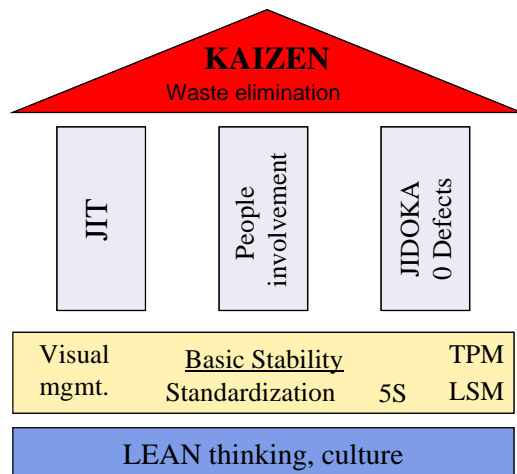 KAIZEN
Waste elimination
JIT
People
involvement
JIDOKA
0 Defects
Visual
mgmt.
Basic Stability
Standardization
5S
TPM
LSM
LEAN thinking, culture